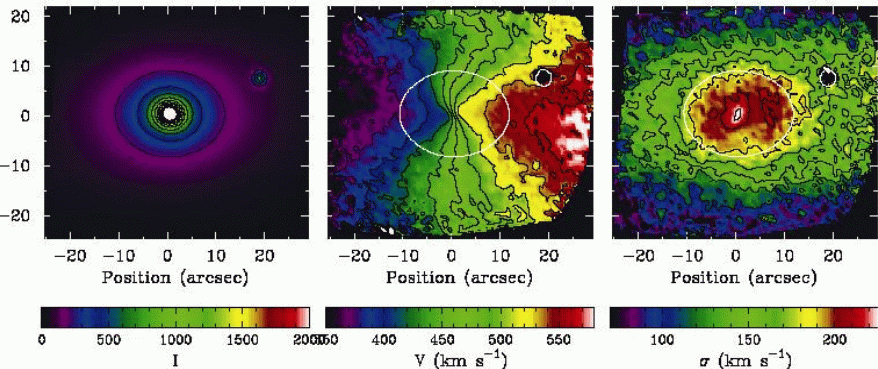 20
10
0
−10
−20
−20 −10 0 10 20
−20 −10 0 10 20
−20 −10 0 10 20
Position (arcsec)
Position (arcsec)
Position (arcsec)
0 500 1000 1500 2000
400 450 500 550
100 150 200
I
V (km s⁻¹)
σ (km s⁻¹)